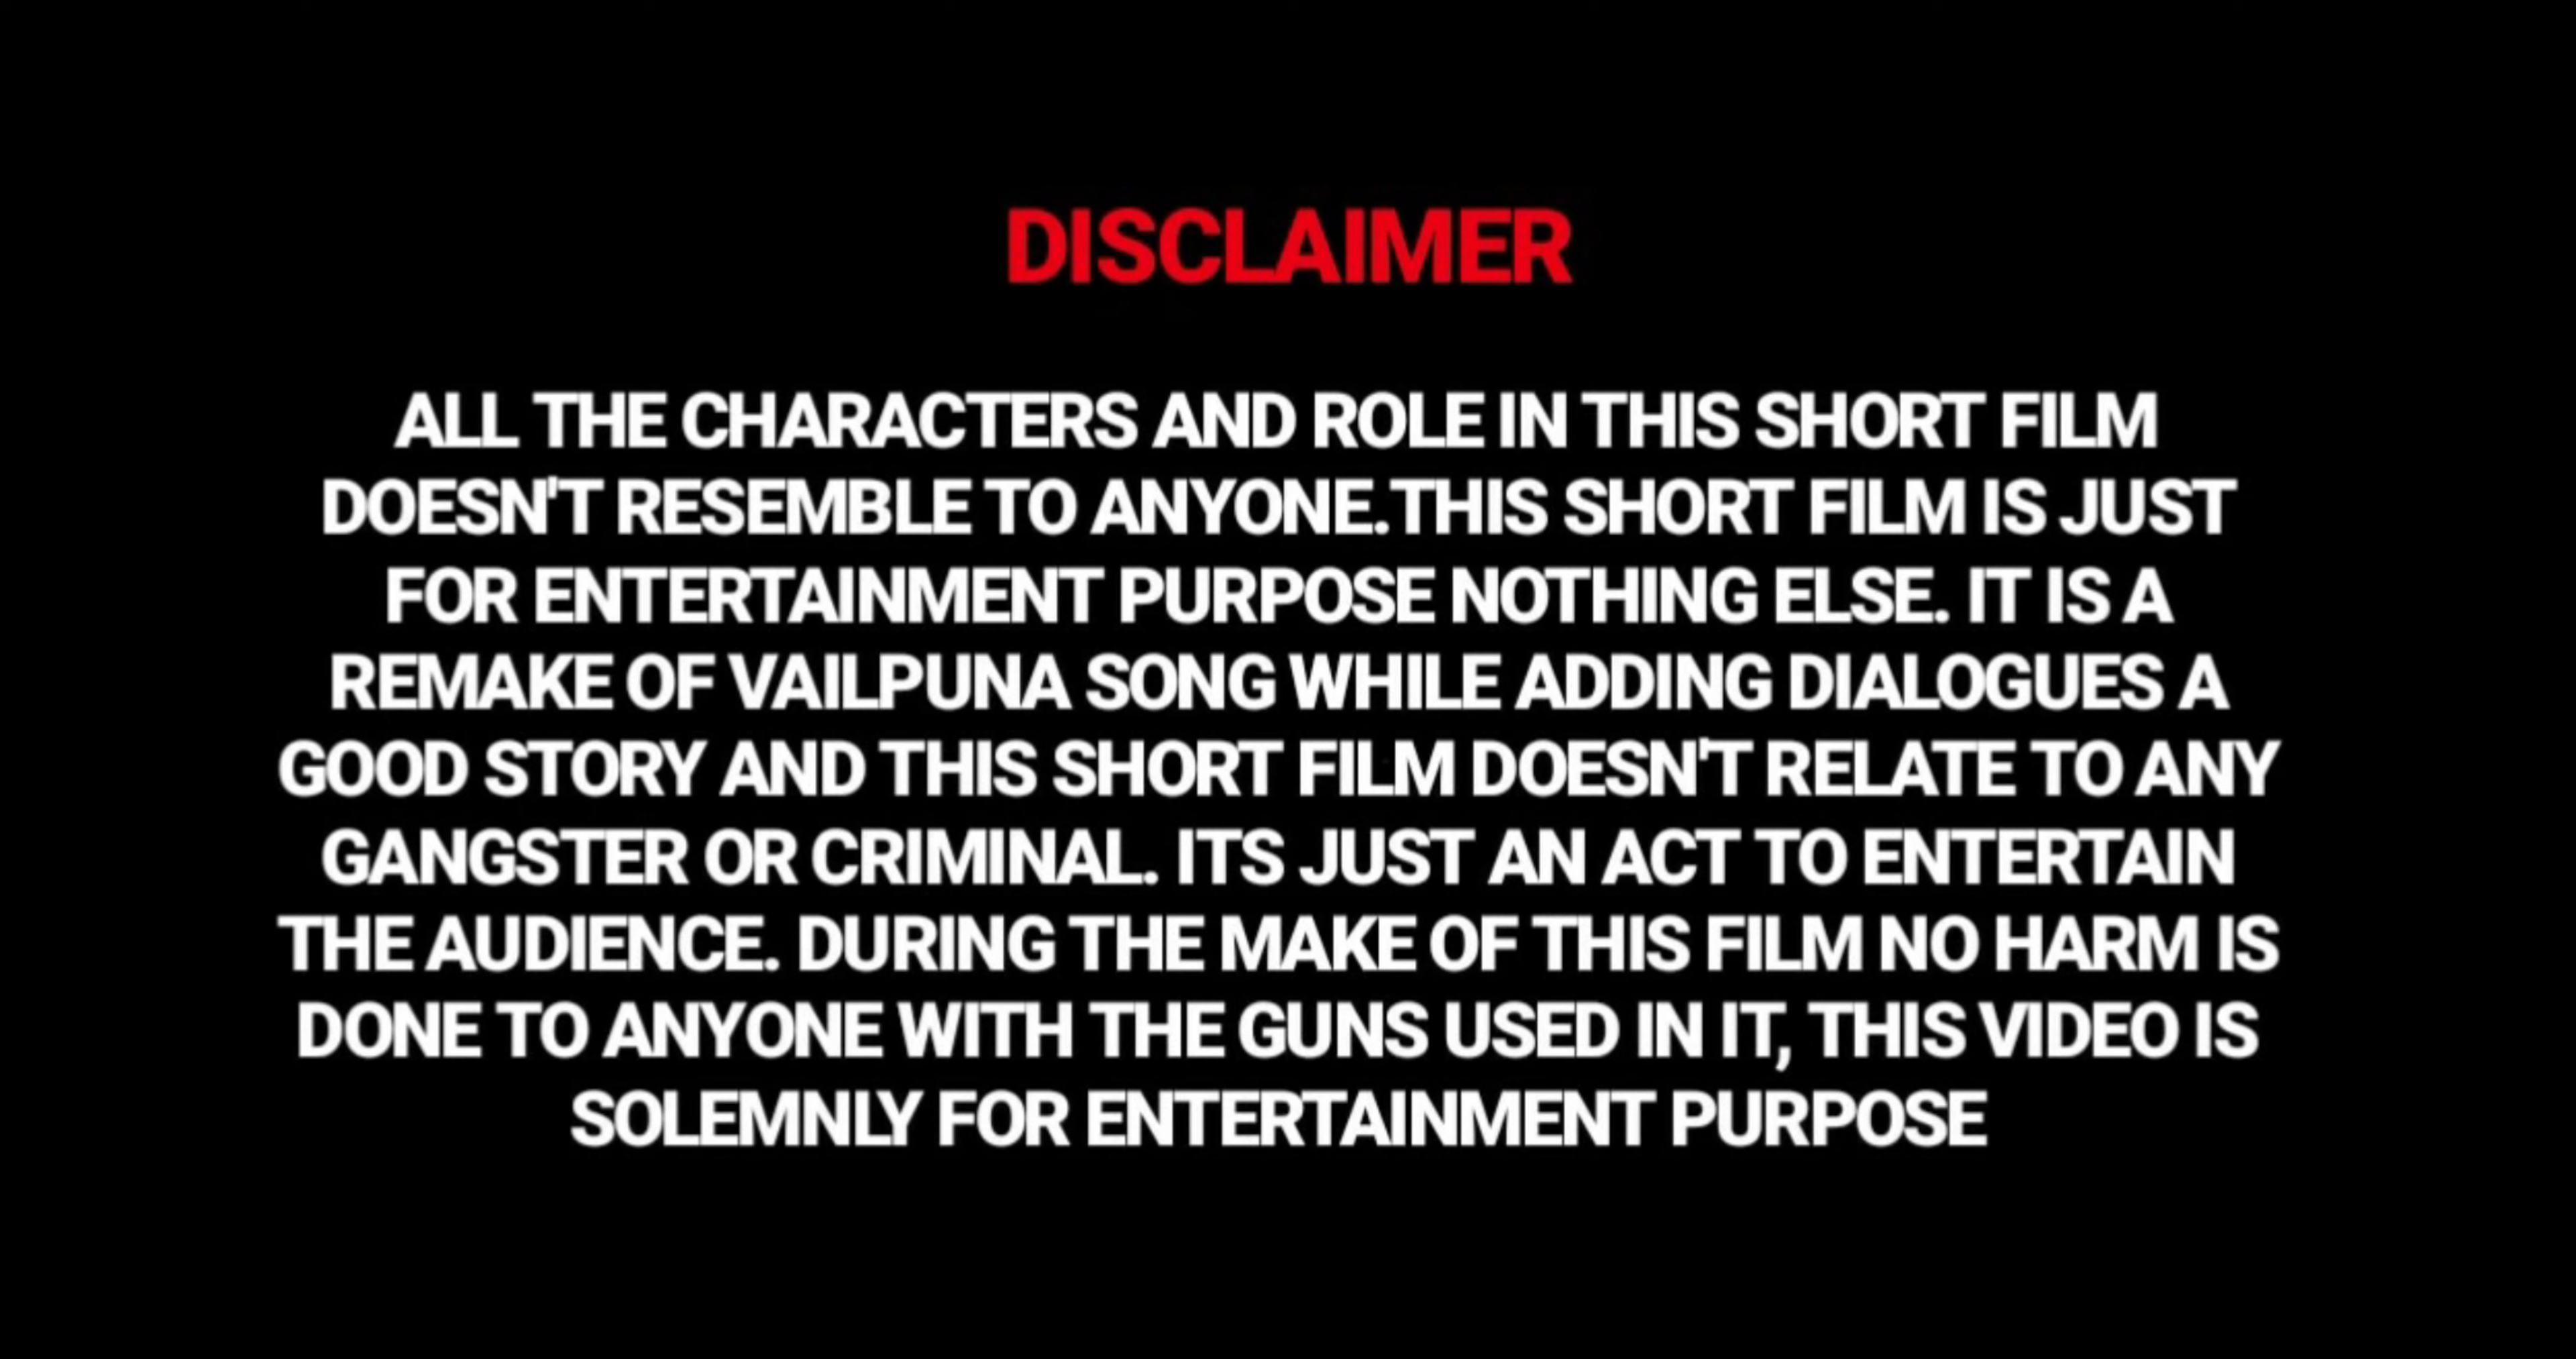 DISCLAIMER
ALL THE CHARACTERS AND ROLE IN THIS SHORT FILM
DOESN'T RESEMBLE TO ANYONE.THIS SHORT FILM IS JUST
FOR ENTERTAINMENT PURPOSE NOTHING ELSE. IT IS A
REMAKE OF VAILPUNA SONG WHILE ADDING DIALOGUES A
GOOD STORY AND THIS SHORT FILM DOESN'T RELATE TO ANY
GANGSTER OR CRIMINAL. ITS JUST AN ACT TO ENTERTAIN
THE AUDIENCE. DURING THE MAKE OF THIS FILM NO HARM IS
DONE TO ANYONE WITH THE GUNS USED IN IT, THIS VIDEO IS
SOLEMNLY FOR ENTERTAINMENT PURPOSE